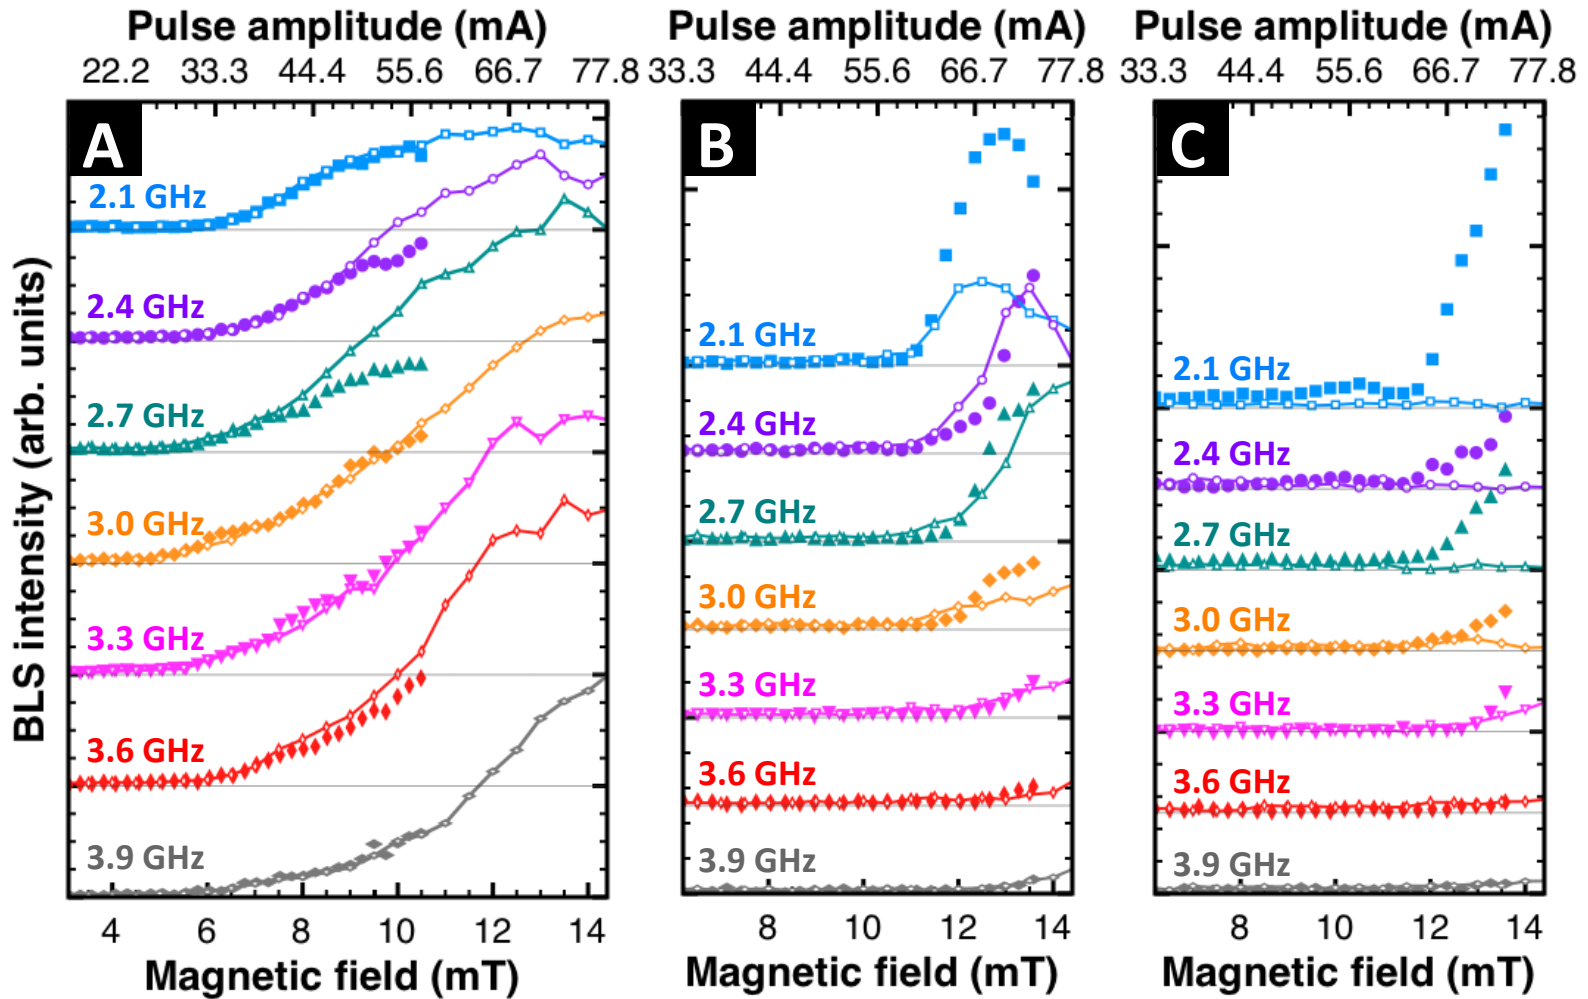 Pulse amplitude (mA)
22.2 33.3 44.4 55.6 66.7 77.8
Pulse amplitude (mA)
33.3 44.4 55.6 66.7 77.8
Pulse amplitude (mA)
33.3 44.4 55.6 66.7 77.8
BLS intensity (arb. units)
A
2.1 GHz
2.4 GHz
2.7 GHz
3.0 GHz
3.3 GHz
3.6 GHz
3.9 GHz
4 6 8 10 12 14
Magnetic field (mT)
B
2.1 GHz
2.4 GHz
2.7 GHz
3.0 GHz
3.3 GHz
3.6 GHz
3.9 GHz
8 10 12 14
Magnetic field (mT)
C
2.1 GHz
2.4 GHz
2.7 GHz
3.0 GHz
3.3 GHz
3.6 GHz
3.9 GHz
8 10 12 14
Magnetic field (mT)